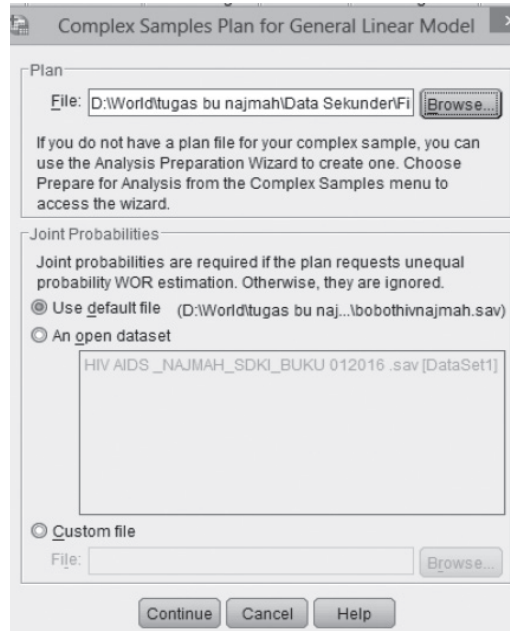 Complex Samples Plan for General Linear Model
Plan
File: D:\World\tugas bu najmah\Data Sekunder\Fi Browse...
If you do not have a plan file for your complex sample, you can
use the Analysis Preparation Wizard to create one. Choose
Prepare for Analysis from the Complex Samples menu to
access the wizard.
Joint Probabilities
Joint probabilities are required if the plan requests unequal
probability WOR estimation. Otherwise, they are ignored.
Use default file (D:\World\tugas bu naj...\bobothivnajmah.sav)
An open dataset
HIV AIDS _NAJMAH_SDKI_BUKU 012016 .sav [DataSet1]
Custom file
File: Browse...
Continue Cancel Help